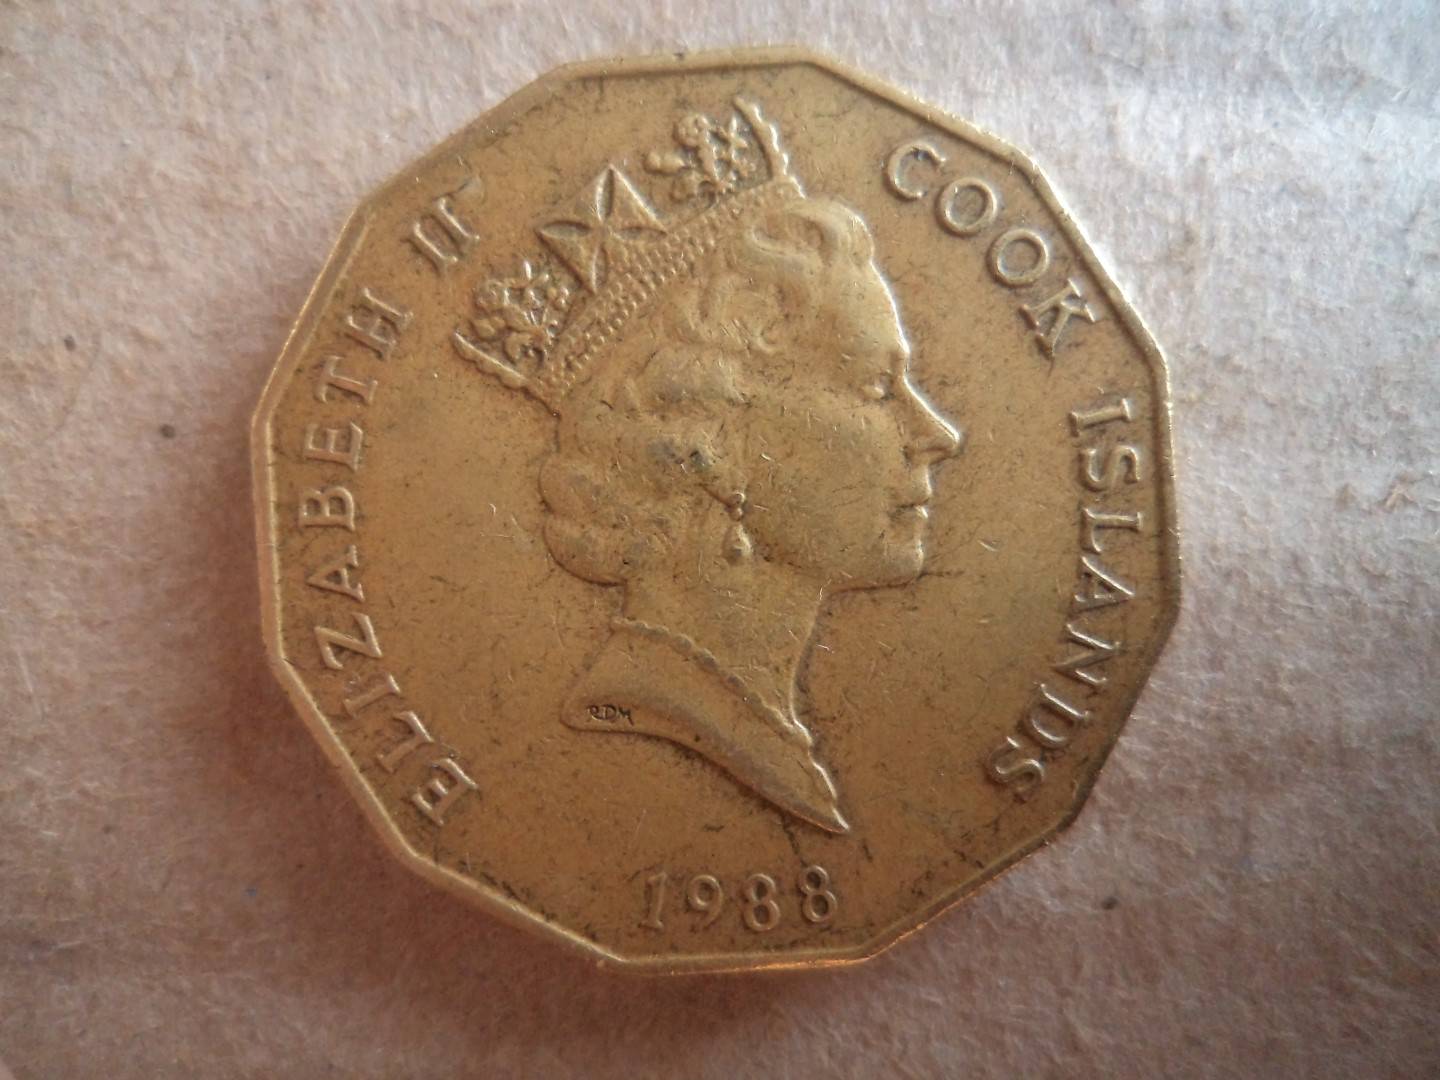 ELIZABETH II
COOK ISLANDS
RDM
1988